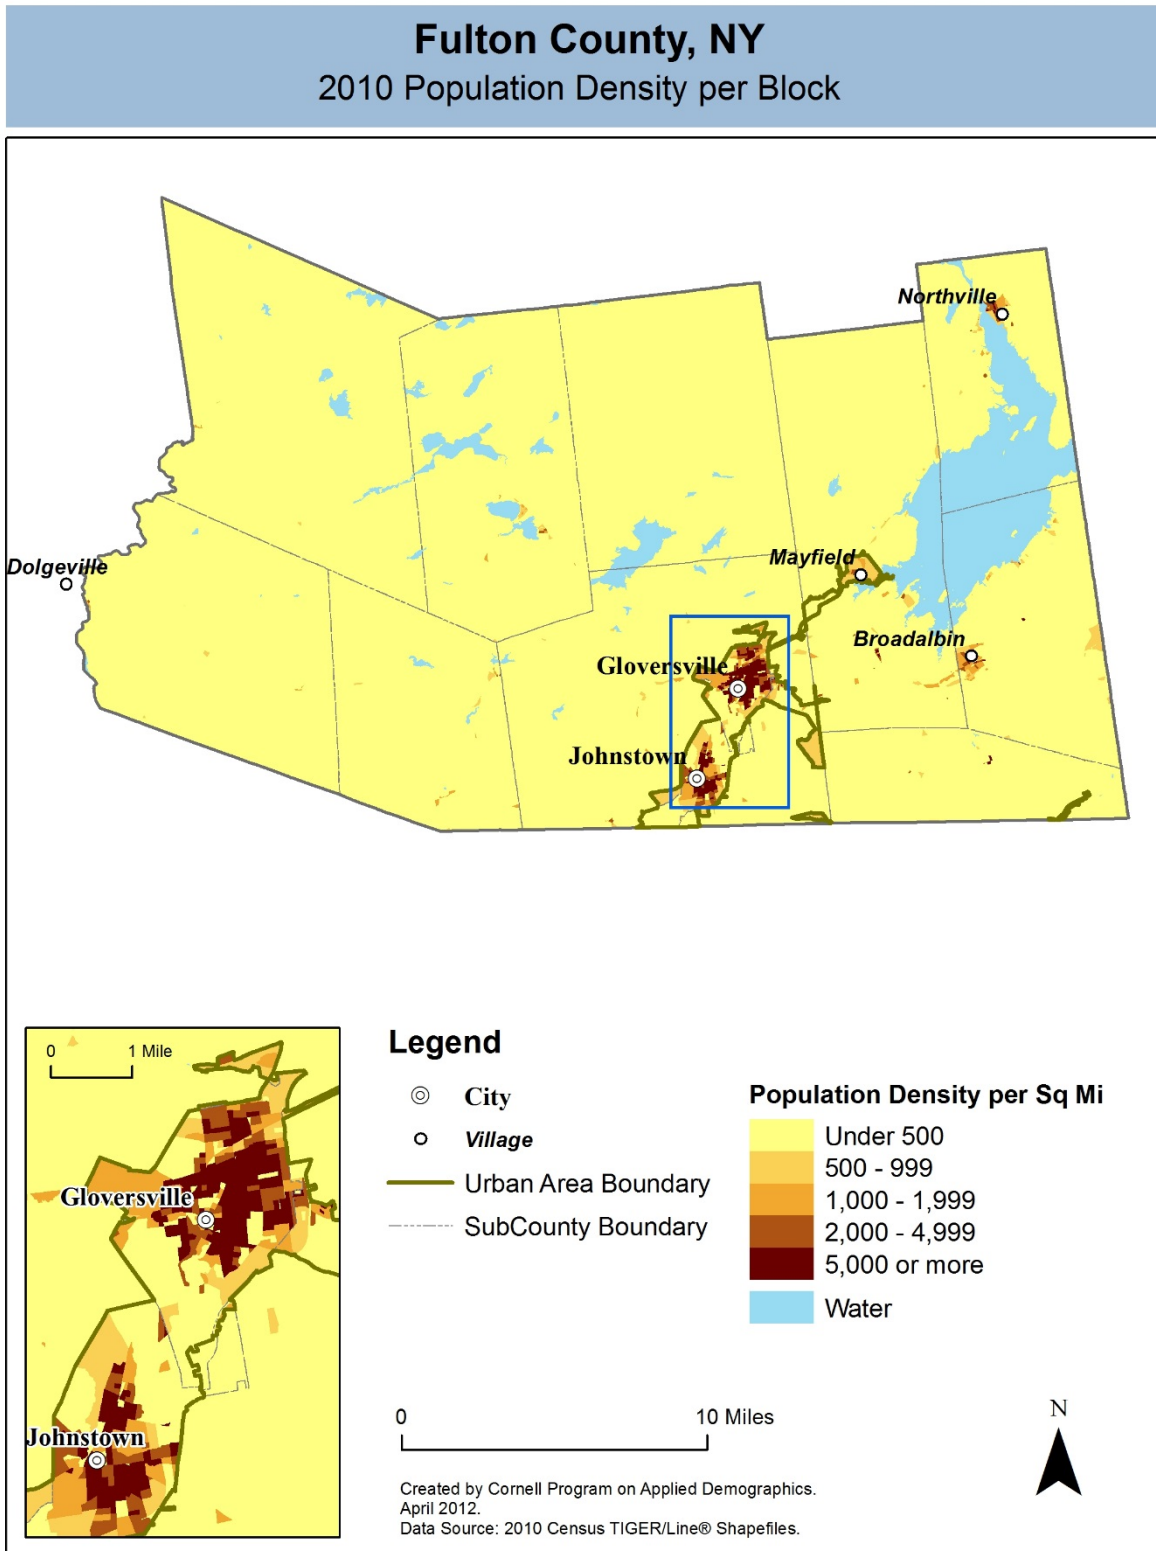 Fulton County, NY
2010 Population Density per Block
Northville
Dolgeville
Mayfield
Broadalbin
Gloversville
Johnstown
0 1 Mile
Gloversville
Johnstown
Legend
City
Village
Urban Area Boundary
SubCounty Boundary
Population Density per Sq Mi
Under 500
500 - 999
1,000 - 1,999
2,000 - 4,999
5,000 or more
Water
0 10 Miles
N
Created by Cornell Program on Applied Demographics.
April 2012.
Data Source: 2010 Census TIGER/Line® Shapefiles.